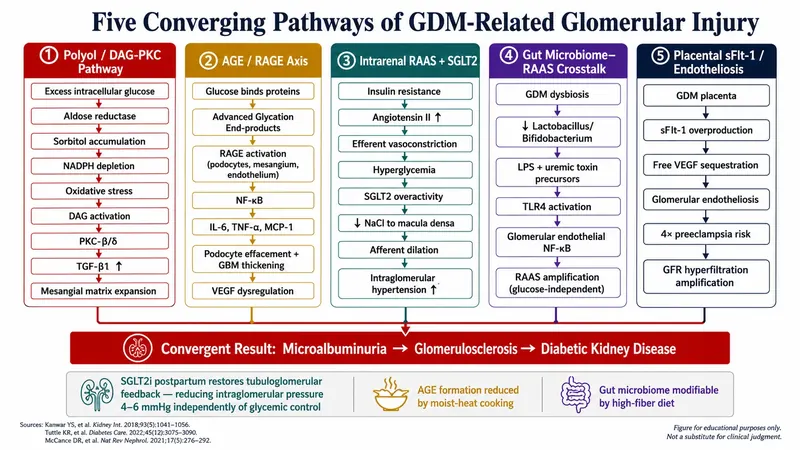 Five Converging Pathways of GDM-Related Glomerular Injury
1 Polyol / DAG-PKC
Pathway
Excess intracellular glucose
Aldose reductase
Sorbitol accumulation
NADPH depletion
Oxidative stress
DAG activation
PKC-β/δ
TGF-β1 ↑
Mesangial matrix expansion
2 AGE / RAGE Axis
Glucose binds proteins
Advanced Glycation
End-products
RAGE activation
(podocytes, mesangium,
endothelium)
NF-κB
IL-6, TNF-α, MCP-1
Podocyte effacement +
GBM thickening
VEGF dysregulation
3 Intrarenal RAAS + SGLT2
Insulin resistance
Angiotensin II ↑
Efferent vasoconstriction
Hyperglycemia
SGLT2 overactivity
↓ NaCl to macula densa
Afferent dilation
Intraglomerular
hypertension ↑
4 Gut Microbiome–
RAAS Crosstalk
GDM dysbiosis
↓ Lactobacillus/
Bifidobacterium
LPS + uremic toxin
precursors
TLR4 activation
Glomerular endothelial
NF-κB
RAAS amplification
(glucose-independent)
5 Placental sFlt-1 /
Endotheliosis
GDM placenta
sFlt-1 overproduction
Free VEGF sequestration
Glomerular endotheliosis
4× preeclampsia risk
GFR hyperfiltration
amplification
Convergent Result: Microalbuminuria → Glomerulosclerosis → Diabetic Kidney Disease
SGLT2i postpartum restores tubuloglomerular
feedback — reducing intraglomerular pressure
4–6 mmHg independently of glycemic control
AGE formation reduced
by moist-heat cooking
Gut microbiome modifiable
by high-fiber diet
Sources: Kanwar YS, et al. Kidney Int. 2018;93(5):1041–1056.
Tuttle KR, et al. Diabetes Care. 2022;45(12):3075–3090.
McCance DR, et al. Nat Rev Nephrol. 2021;17(5):276–292.
Figure for educational purposes only.
Not a substitute for clinical judgment.